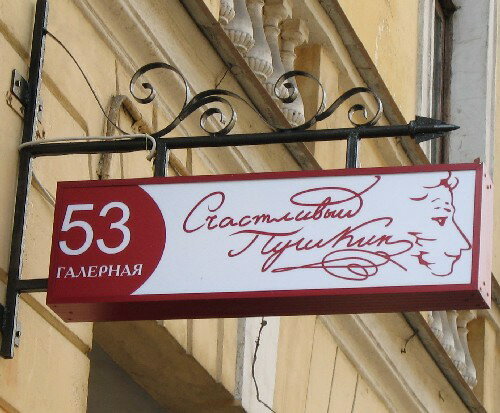 53
ГАЛЕРНАЯ
Счастливый
Пушкин